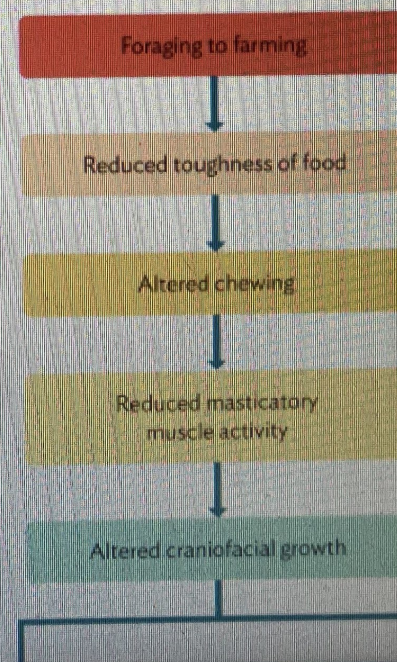 Foraging to farming
Reduced toughness of food
Altered chewing
Reduced masticatory
muscle activity
Altered craniofacial growth